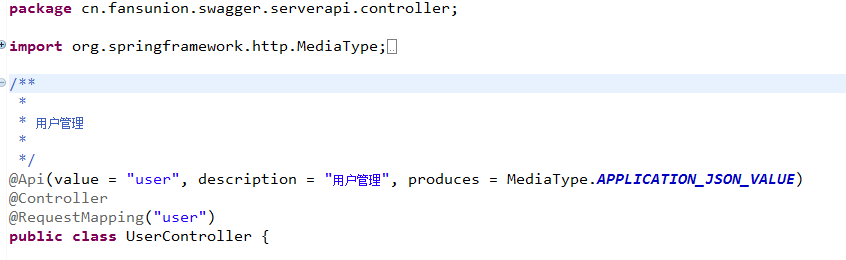 package cn.fansunion.swagger.serverapi.controller;
import org.springframework.http.MediaType;
/**
 *
 * 用户管理
 *
 */
@Api(value = "user", description = "用户管理", produces = MediaType.APPLICATION_JSON_VALUE)
@Controller
@RequestMapping("user")
public class UserController {